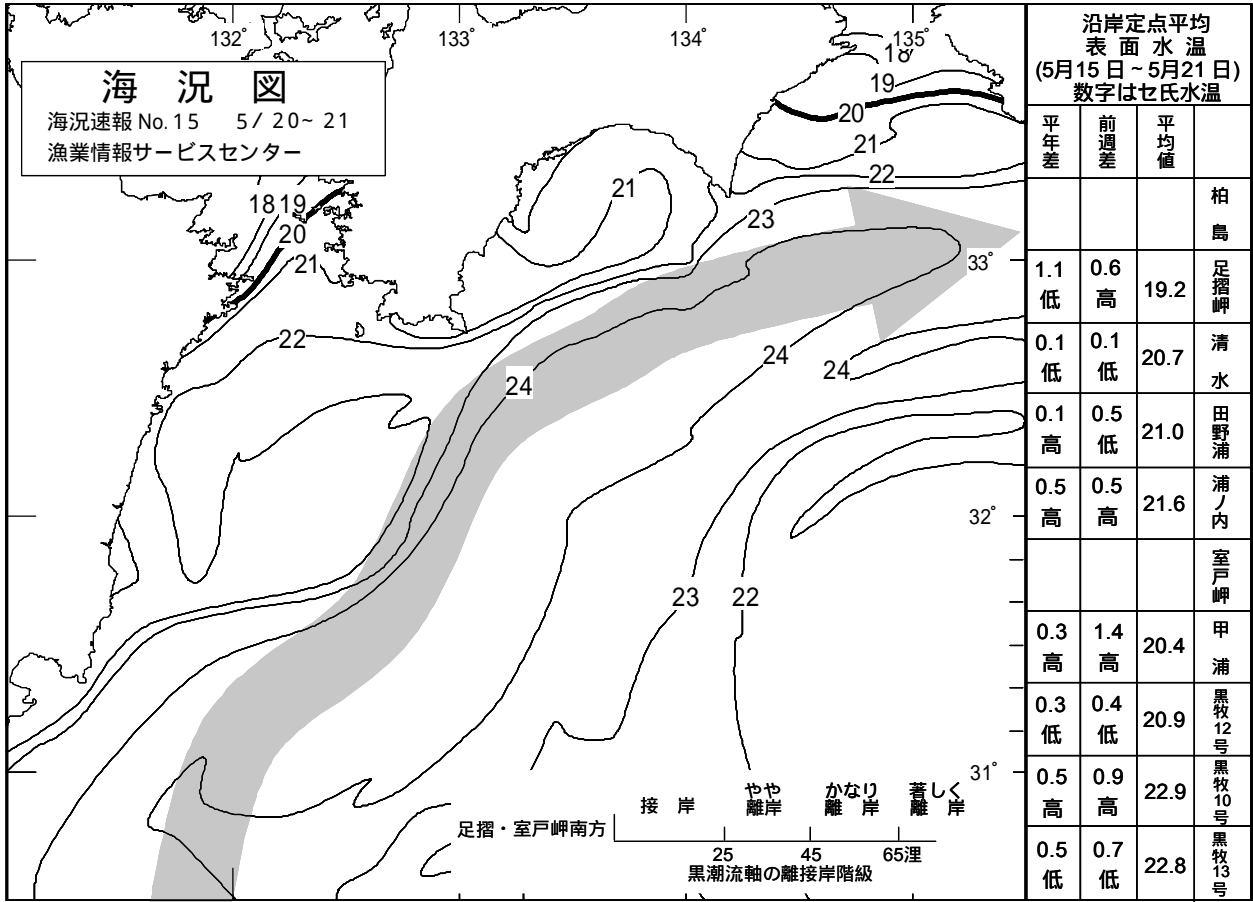 海況図
海況速報 No.15 5/20~21
漁業情報サービスセンター
132°
133°
134°
135°
18
19
20
21
22
23
18 19
20
21
22
21
24
24
24
23
22
33°
32°
31°
接岸
やや離岸
かなり離岸
著しく離岸
足摺・室戸岬南方
25 45 65浬
黒潮流軸の離接岸階級
沿岸定点平均
表面水温
(5月15日~5月21日)
数字はセ氏水温
平年差 前週差 平均値
柏島
1.1低 0.6高 19.2 足摺岬
0.1低 0.1低 20.7 清水
0.1高 0.5低 21.0 田野浦
0.5高 0.5高 21.6 浦ノ内
室戸岬
0.3高 1.4高 20.4 甲浦
0.3低 0.4低 20.9 黒牧12号
0.5高 0.9高 22.9 黒牧10号
0.5低 0.7低 22.8 黒牧13号